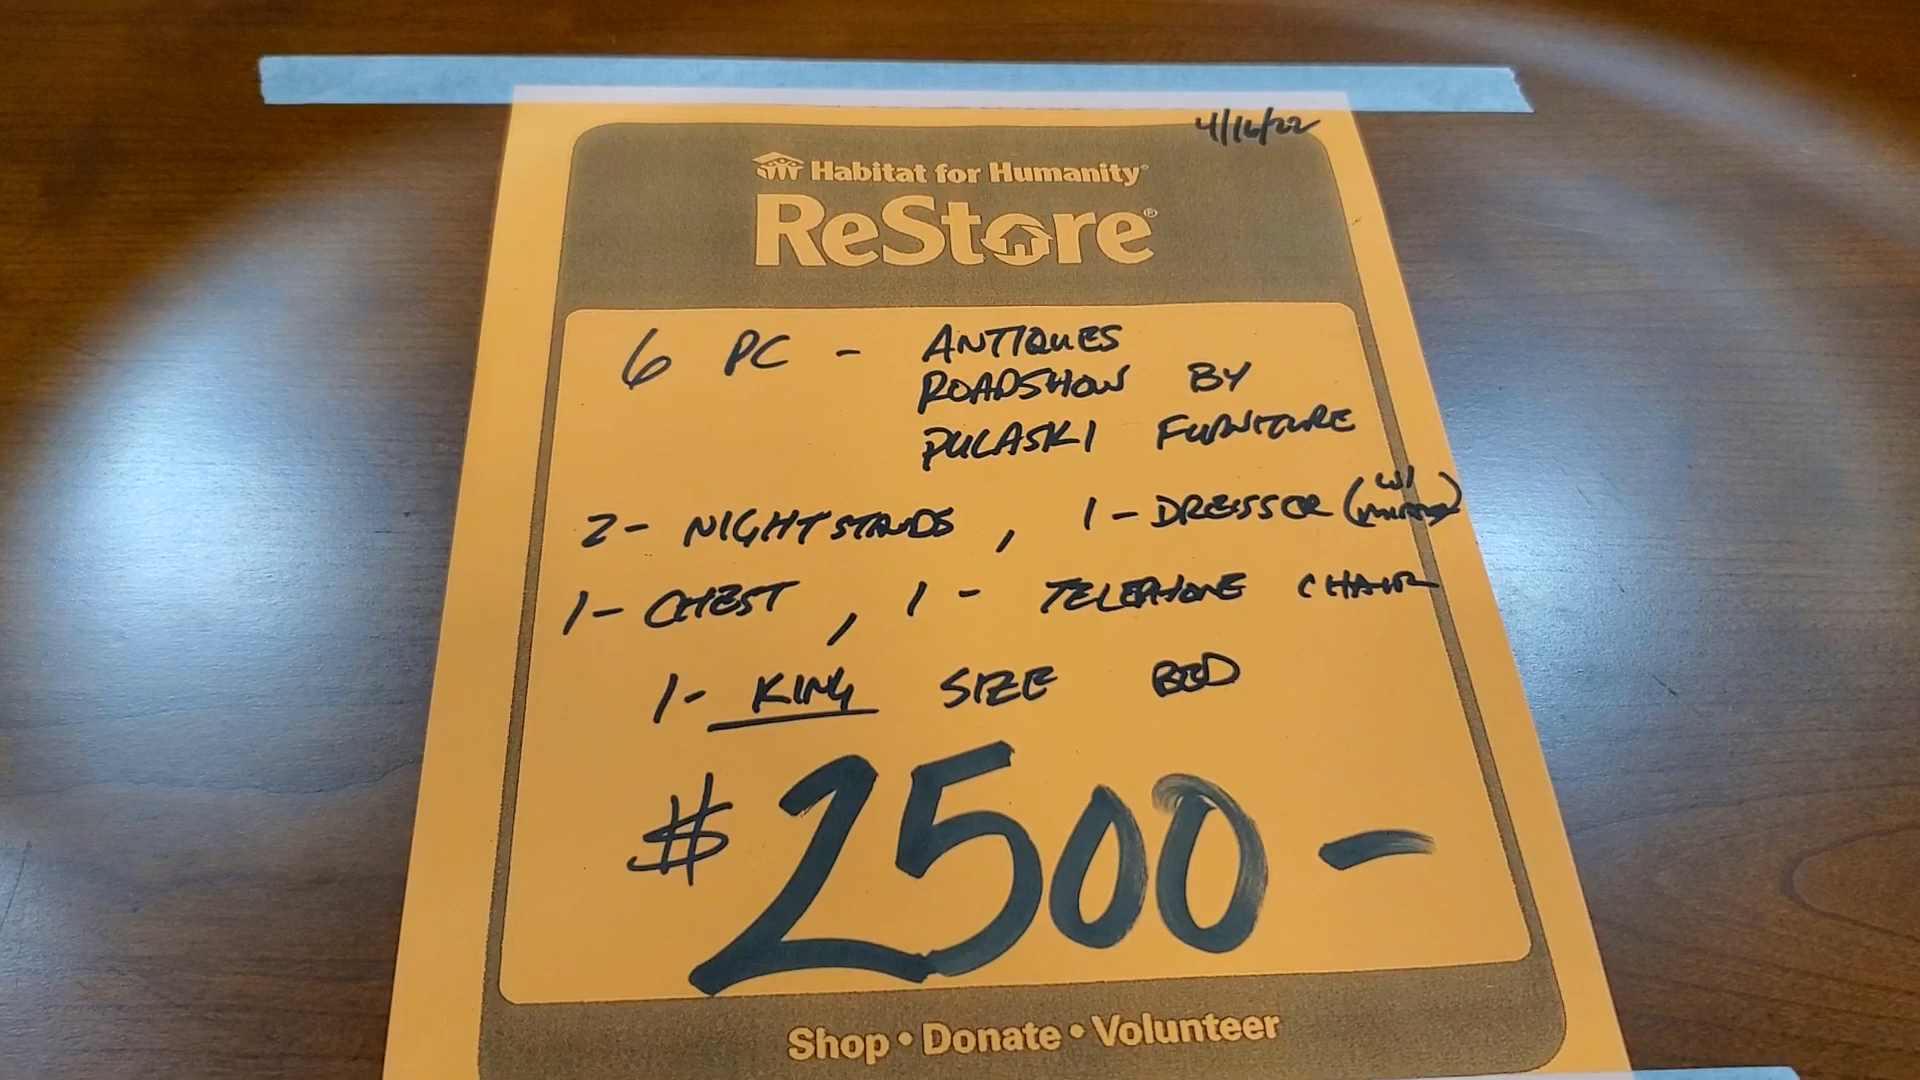 4/16/22
Habitat for Humanity®
ReStore®
6 PC - ANTIQUES
ROADSHOW BY
PULASKI FURNITURE
2- NIGHTSTANDS, 1- DRESSER (W/ MIRROR)
1- CHEST, 1- TELEPHONE CHAIR
1- KING SIZE BED
$2500-
Shop • Donate • Volunteer